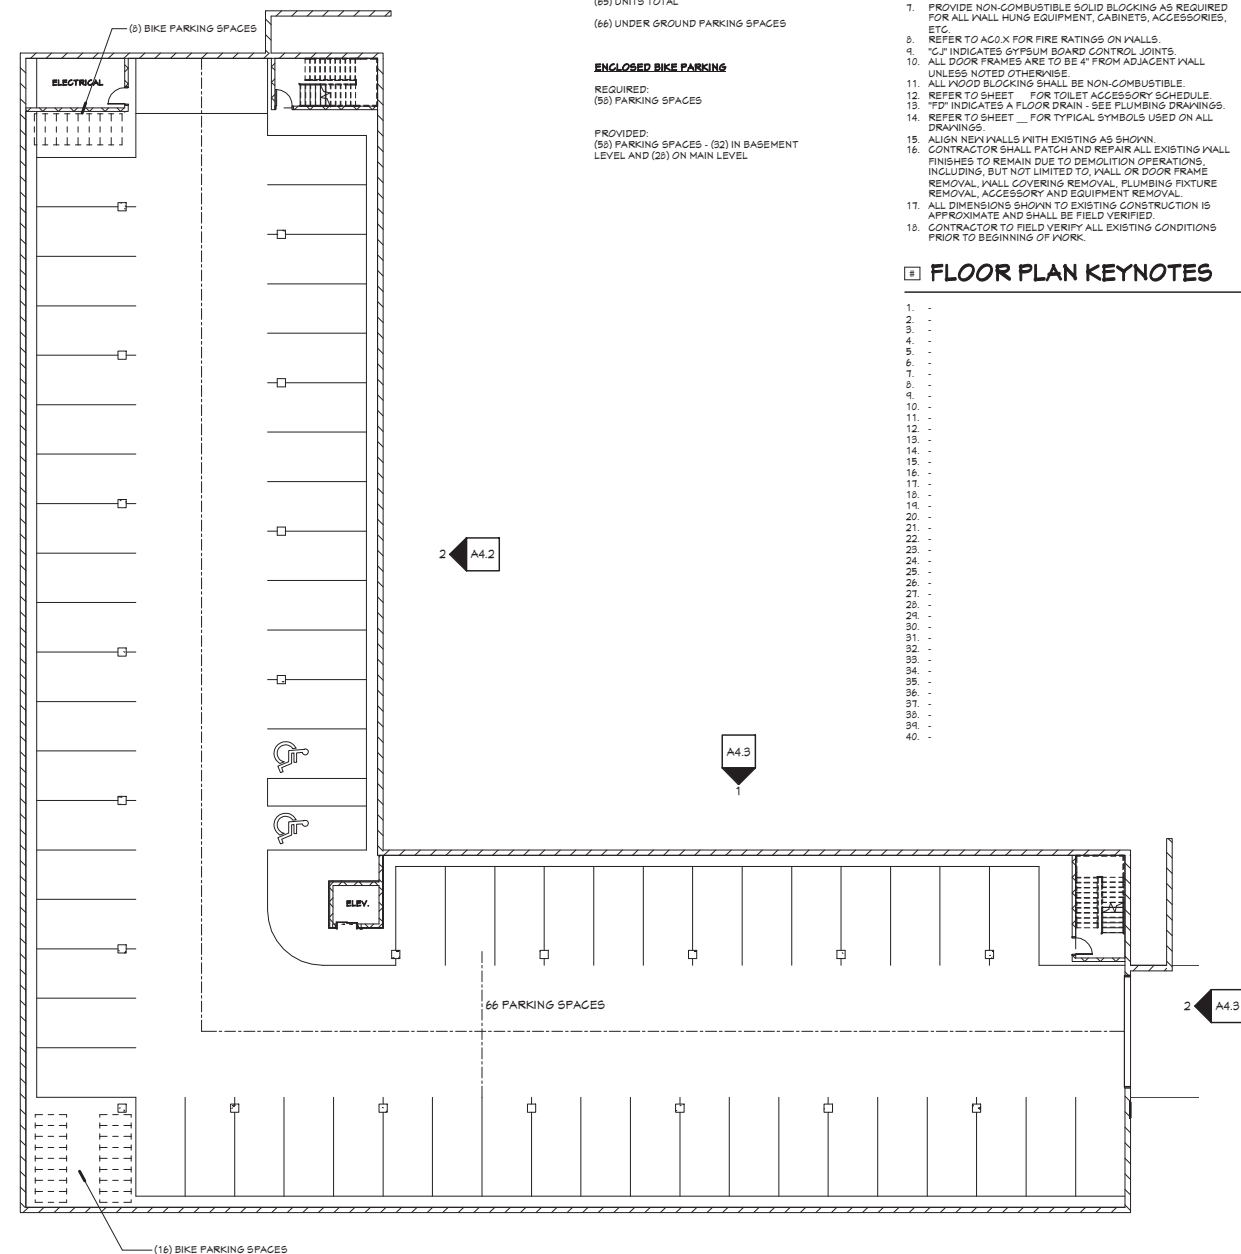 (8) BIKE PARKING SPACES
ELECTRICAL
(65) UNITS TOTAL
(66) UNDER GROUND PARKING SPACES
ENCLOSED BIKE PARKING
REQUIRED:
(58) PARKING SPACES
PROVIDED:
(58) PARKING SPACES - (32) IN BASEMENT
LEVEL AND (28) ON MAIN LEVEL
7. PROVIDE NON-COMBUSTIBLE SOLID BLOCKING AS REQUIRED
FOR ALL WALL HUNG EQUIPMENT, CABINETS, ACCESSORIES,
ETC.
8. REFER TO AC0.X FOR FIRE RATINGS ON WALLS.
9. "CJ" INDICATES GYPSUM BOARD CONTROL JOINTS.
10. ALL DOOR FRAMES ARE TO BE 4" FROM ADJACENT WALL
UNLESS NOTED OTHERWISE.
11. ALL WOOD BLOCKING SHALL BE NON-COMBUSTIBLE.
12. REFER TO SHEET __ FOR TOILET ACCESSORY SCHEDULE.
13. "FD" INDICATES A FLOOR DRAIN - SEE PLUMBING DRAWINGS.
14. REFER TO SHEET __ FOR TYPICAL SYMBOLS USED ON ALL
DRAWINGS.
15. ALIGN NEW WALLS WITH EXISTING AS SHOWN.
16. CONTRACTOR SHALL PATCH AND REPAIR ALL EXISTING WALL
FINISHES TO REMAIN DUE TO DEMOLITION OPERATIONS,
INCLUDING, BUT NOT LIMITED TO, WALL OR DOOR FRAME
REMOVAL, WALL COVERING REMOVAL, PLUMBING FIXTURE
REMOVAL, ACCESSORY AND EQUIPMENT REMOVAL.
17. ALL DIMENSIONS SHOWN TO EXISTING CONSTRUCTION IS
APPROXIMATE AND SHALL BE FIELD VERIFIED.
18. CONTRACTOR TO FIELD VERIFY ALL EXISTING CONDITIONS
PRIOR TO BEGINNING OF WORK.
# FLOOR PLAN KEYNOTES
1. -
2. -
3. -
4. -
5. -
6. -
7. -
8. -
9. -
10. -
11. -
12. -
13. -
14. -
15. -
16. -
17. -
18. -
19. -
20. -
21. -
22. -
23. -
24. -
25. -
26. -
27. -
28. -
29. -
30. -
31. -
32. -
33. -
34. -
35. -
36. -
37. -
38. -
39. -
40. -
2 A4.2
A4.3
1
ELEV.
66 PARKING SPACES
2 A4.3
(16) BIKE PARKING SPACES